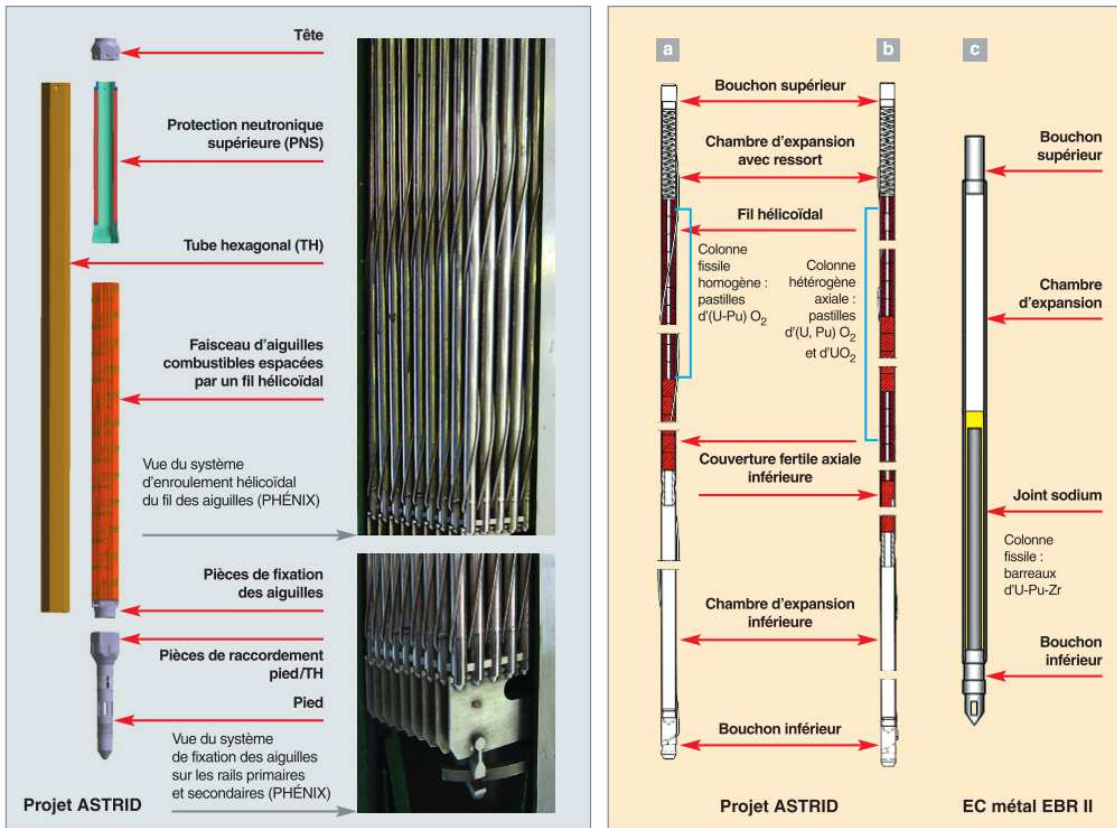 Tête
Protection neutronique
supérieure (PNS)
Tube hexagonal (TH)
Faisceau d'aiguilles
combustibles espacées
par un fil hélicoïdal
Vue du système
d'enroulement hélicoïdal
du fil des aiguilles (PHÉNIX)
Pièces de fixation
des aiguilles
Pièces de raccordement
pied/TH
Pied
Vue du système
de fixation des aiguilles
sur les rails primaires
et secondaires (PHÉNIX)
Projet ASTRID
a
b
c
Bouchon supérieur
Chambre d'expansion
avec ressort
Fil hélicoïdal
Colonne
fissile
homogène :
pastilles
d'(U-Pu) O2
Colonne
hétérogène
axiale :
pastilles
d'(U, Pu) O2
et d'UO2
Couverture fertile axiale
inférieure
Chambre d'expansion
inférieure
Bouchon inférieur
Projet ASTRID
Bouchon
supérieur
Chambre
d'expansion
Joint sodium
Colonne
fissile :
barreaux
d'U-Pu-Zr
Bouchon
inférieur
EC métal EBR II